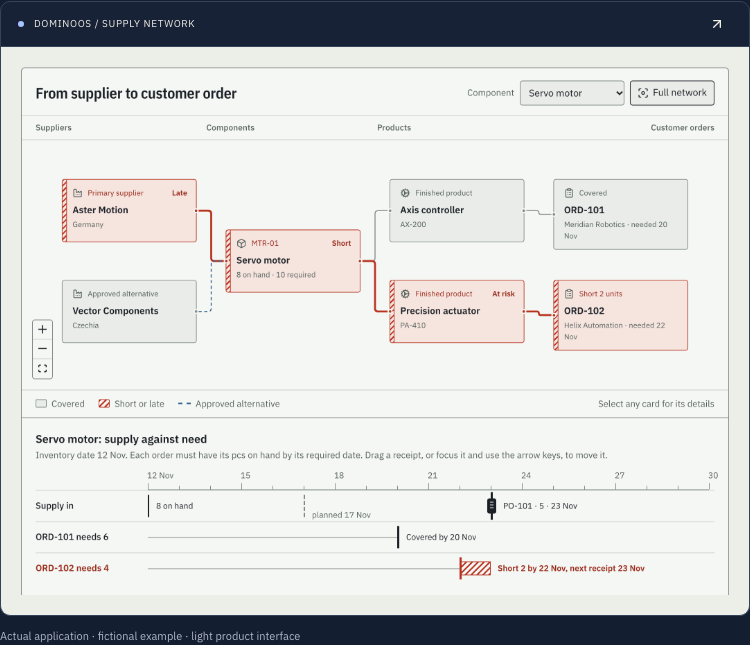 DOMINOOS / SUPPLY NETWORK
From supplier to customer order
Component
Servo motor
Full network
Suppliers
Components
Products
Customer orders
Primary supplier
Late
Aster Motion
Germany
Approved alternative
Vector Components
Czechia
MTR-01
Short
Servo motor
8 on hand · 10 required
Finished product
Axis controller
AX-200
Finished product
At risk
Precision actuator
PA-410
Covered
ORD-101
Meridian Robotics · needed 20
Nov
Short 2 units
ORD-102
Helix Automation · needed 22
Nov
Covered
Short or late
Approved alternative
Select any card for its details
Servo motor: supply against need
Inventory date 12 Nov. Each order must have its pcs on hand by its required date. Drag a receipt, or focus it and use the arrow keys, to move it.
12 Nov
15
18
21
24
27
30
Supply in
8 on hand
planned 17 Nov
PO-101 · 5 · 23 Nov
ORD-101 needs 6
Covered by 20 Nov
ORD-102 needs 4
Short 2 by 22 Nov, next receipt 23 Nov
Actual application · fictional example · light product interface